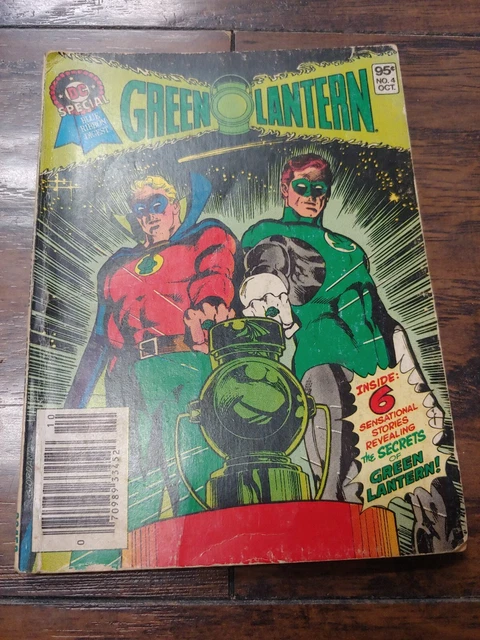 DC
SPECIAL
BLUE
RIBBON
DIGEST
GREEN LANTERN
95¢
NO. 4
OCT.
INSIDE:
6
SENSATIONAL
STORIES
REVEALING
the SECRETS
OF
GREEN
LANTERN!
10
0
70989 33452